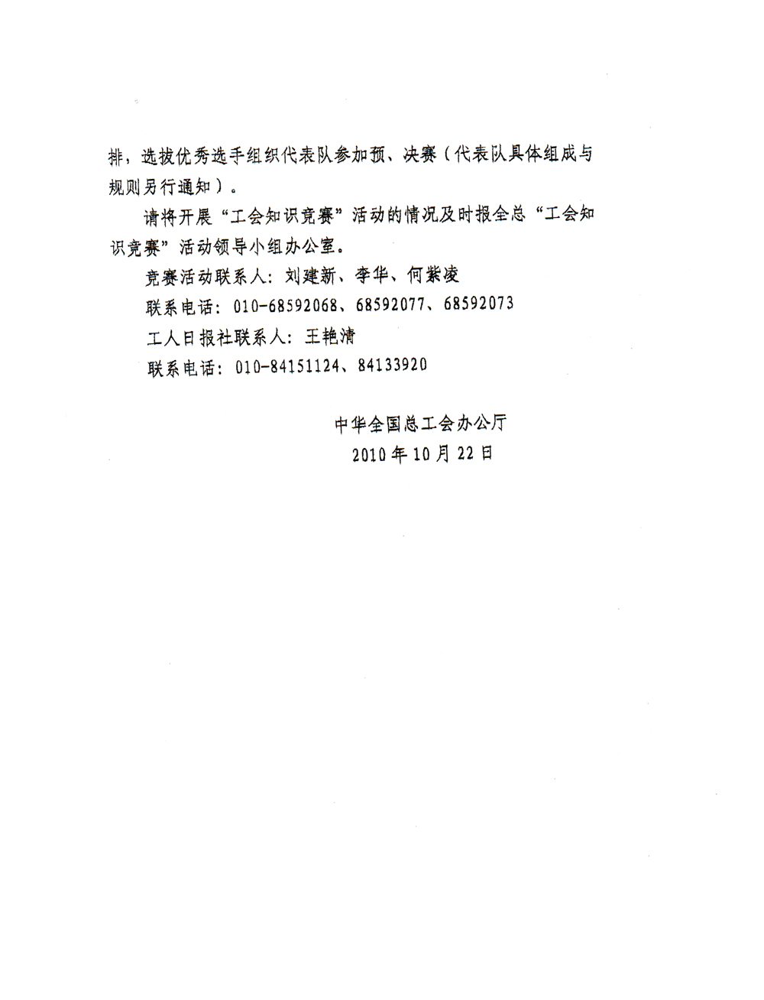 排，选拔优秀选手组织代表队参加预、决赛（代表队具体组成与
规则另行通知）。
请将开展“工会知识竞赛”活动的情况及时报全总“工会知
识竞赛”活动领导小组办公室。
竞赛活动联系人：刘建新、李华、何紫凌
联系电话：010-68592068、68592077、68592073
工人日报社联系人：王艳清
联系电话：010-84151124、84133920
中华全国总工会办公厅
2010年10月22日